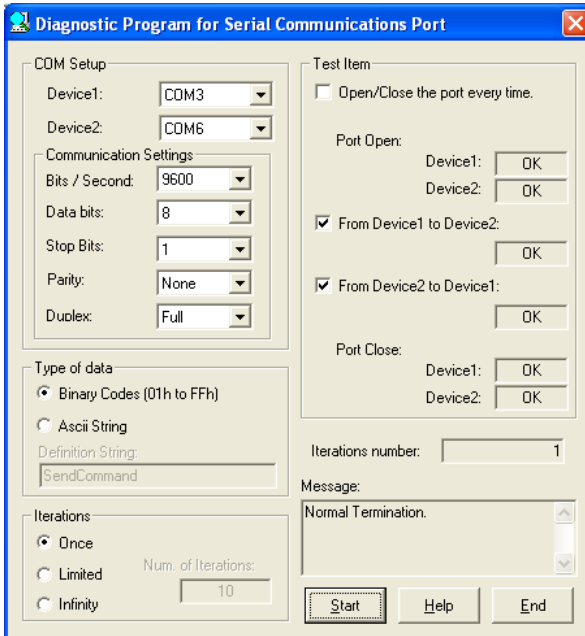 Diagnostic Program for Serial Communications Port
COM Setup
Device1: COM3
Device2: COM6
Communication Settings
Bits / Second: 9600
Data bits: 8
Stop Bits: 1
Parity: None
Duplex: Full
Type of data
Binary Codes (01h to FFh)
Ascii String
Definition String:
SendCommand
Iterations
Once
Limited
Infinity
Num. of Iterations:
10
Test Item
Open/Close the port every time.
Port Open:
Device1: OK
Device2: OK
From Device1 to Device2:
OK
From Device2 to Device1:
OK
Port Close:
Device1: OK
Device2: OK
Iterations number: 1
Message:
Normal Termination.
Start Help End